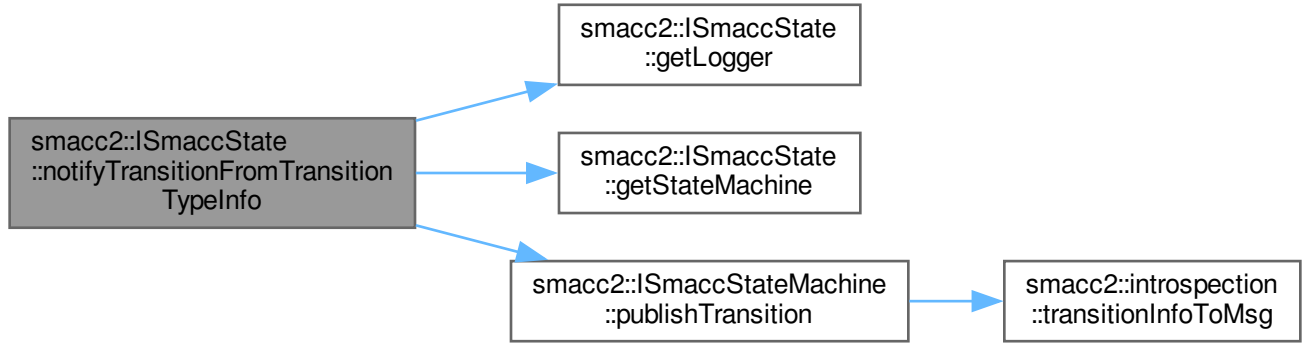 smacc2::ISmaccState
::getLogger
smacc2::ISmaccState
::notifyTransitionFromTransition
TypeInfo
smacc2::ISmaccState
::getStateMachine
smacc2::ISmaccStateMachine
::publishTransition
smacc2::introspection
::transitionInfoToMsg